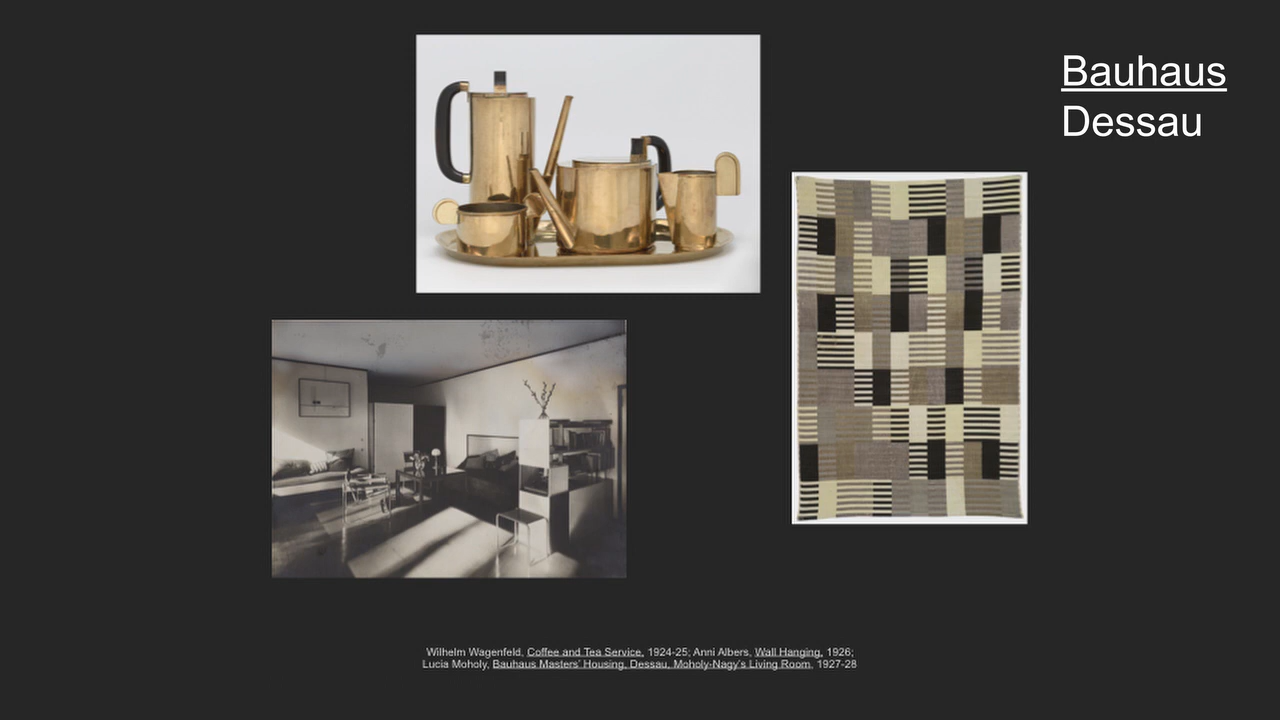 Bauhaus
Dessau
Wilhelm Wagenfeld, Coffee and Tea Service, 1924-25; Anni Albers, Wall Hanging, 1926;
Lucia Moholy, Bauhaus Masters' Housing, Dessau, Moholy-Nagy's Living Room, 1927-28